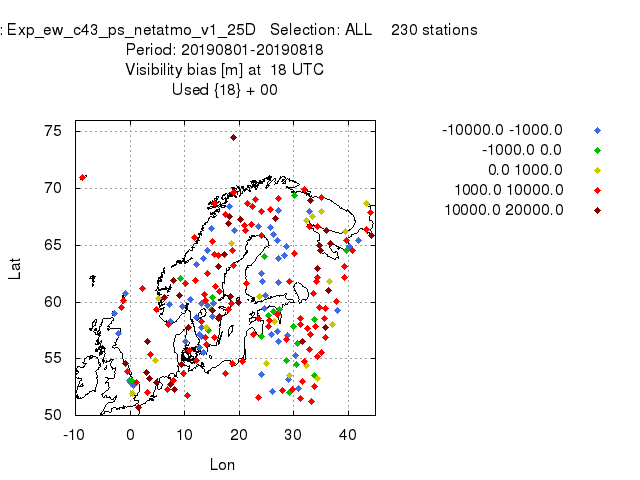 : Exp_ew_c43_ps_netatmo_v1_25D Selection: ALL 230 stations
Period: 20190801-20190818
Visibility bias [m] at 18 UTC
Used {18} + 00
-10000.0 -1000.0
-1000.0 0.0
0.0 1000.0
1000.0 10000.0
10000.0 20000.0
75
70
65
60
55
50
Lat
-10 0 10 20 30 40
Lon